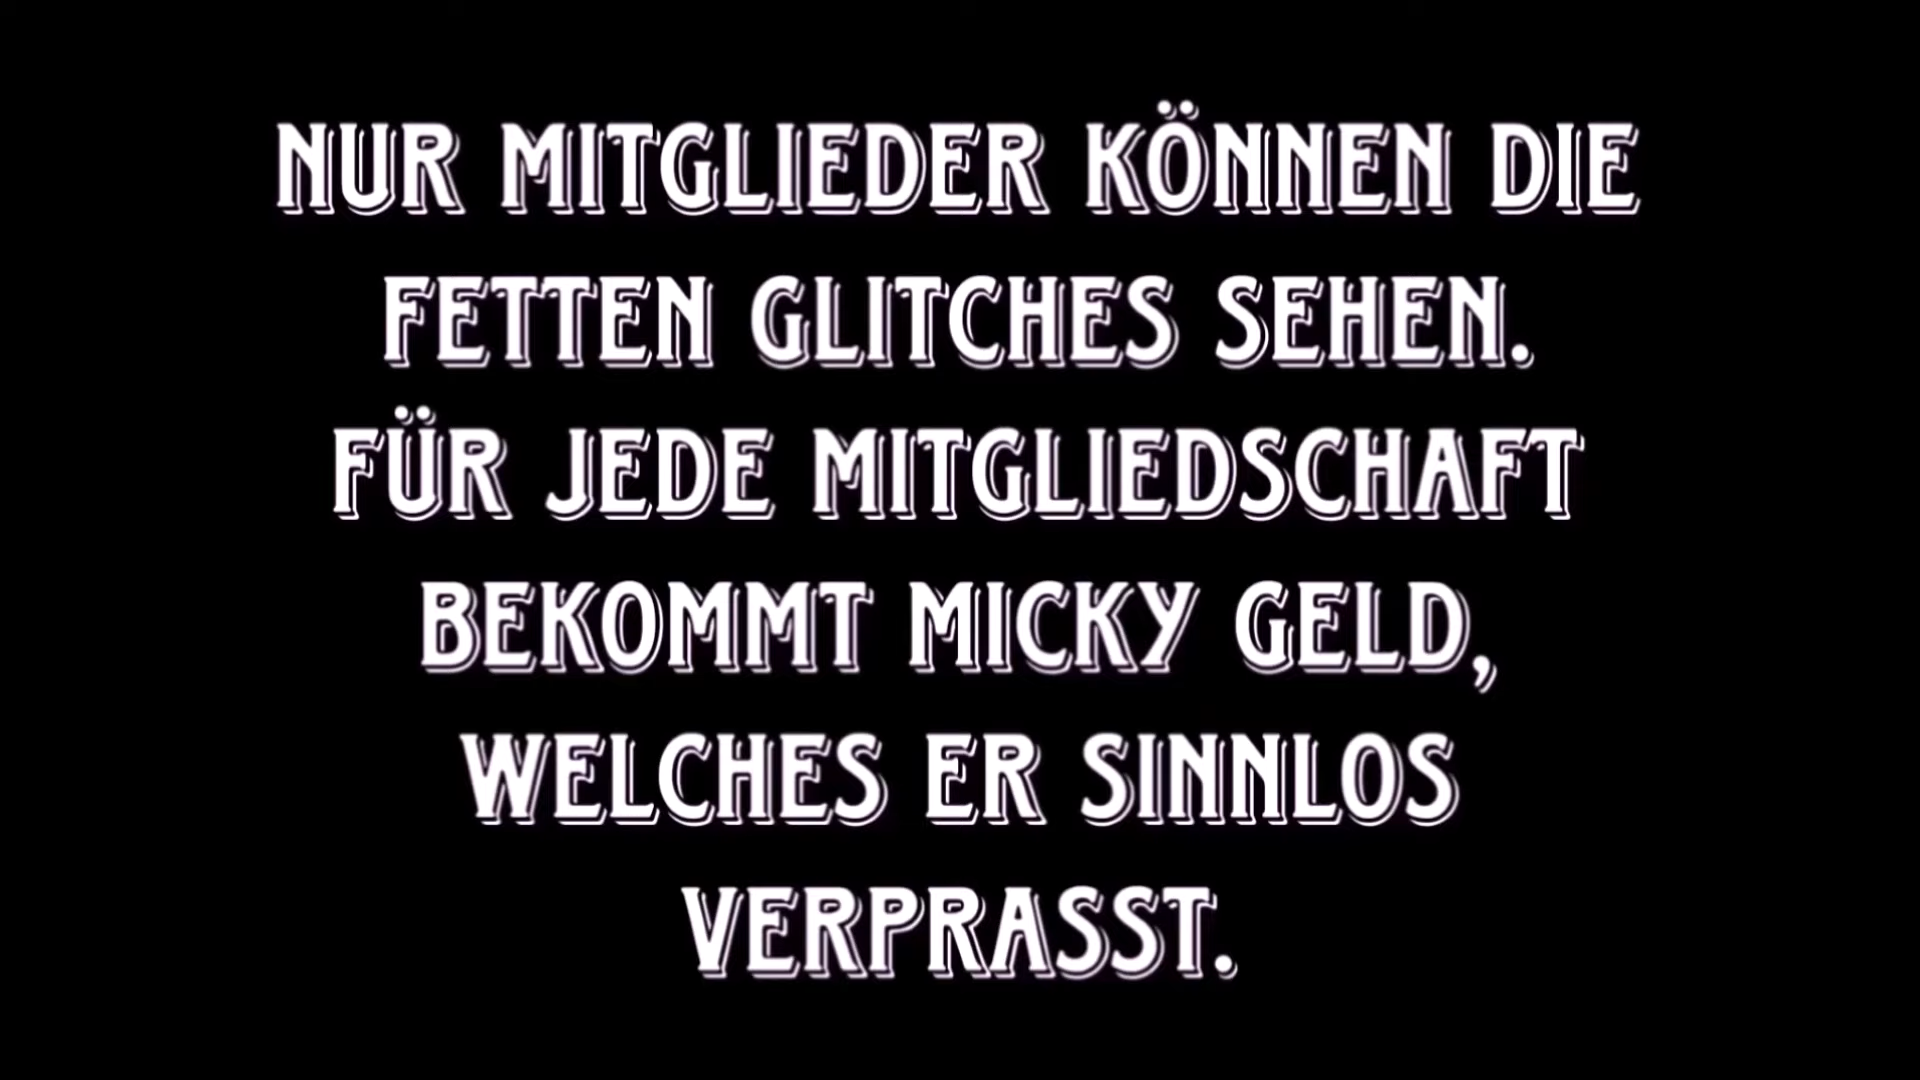 NUR MITGLIEDER KÖNNEN DIE
FETTEN GLITCHES SEHEN.
FÜR JEDE MITGLIEDSCHAFT
BEKOMMT MICKY GELD,
WELCHES ER SINNLOS
VERPRASST.